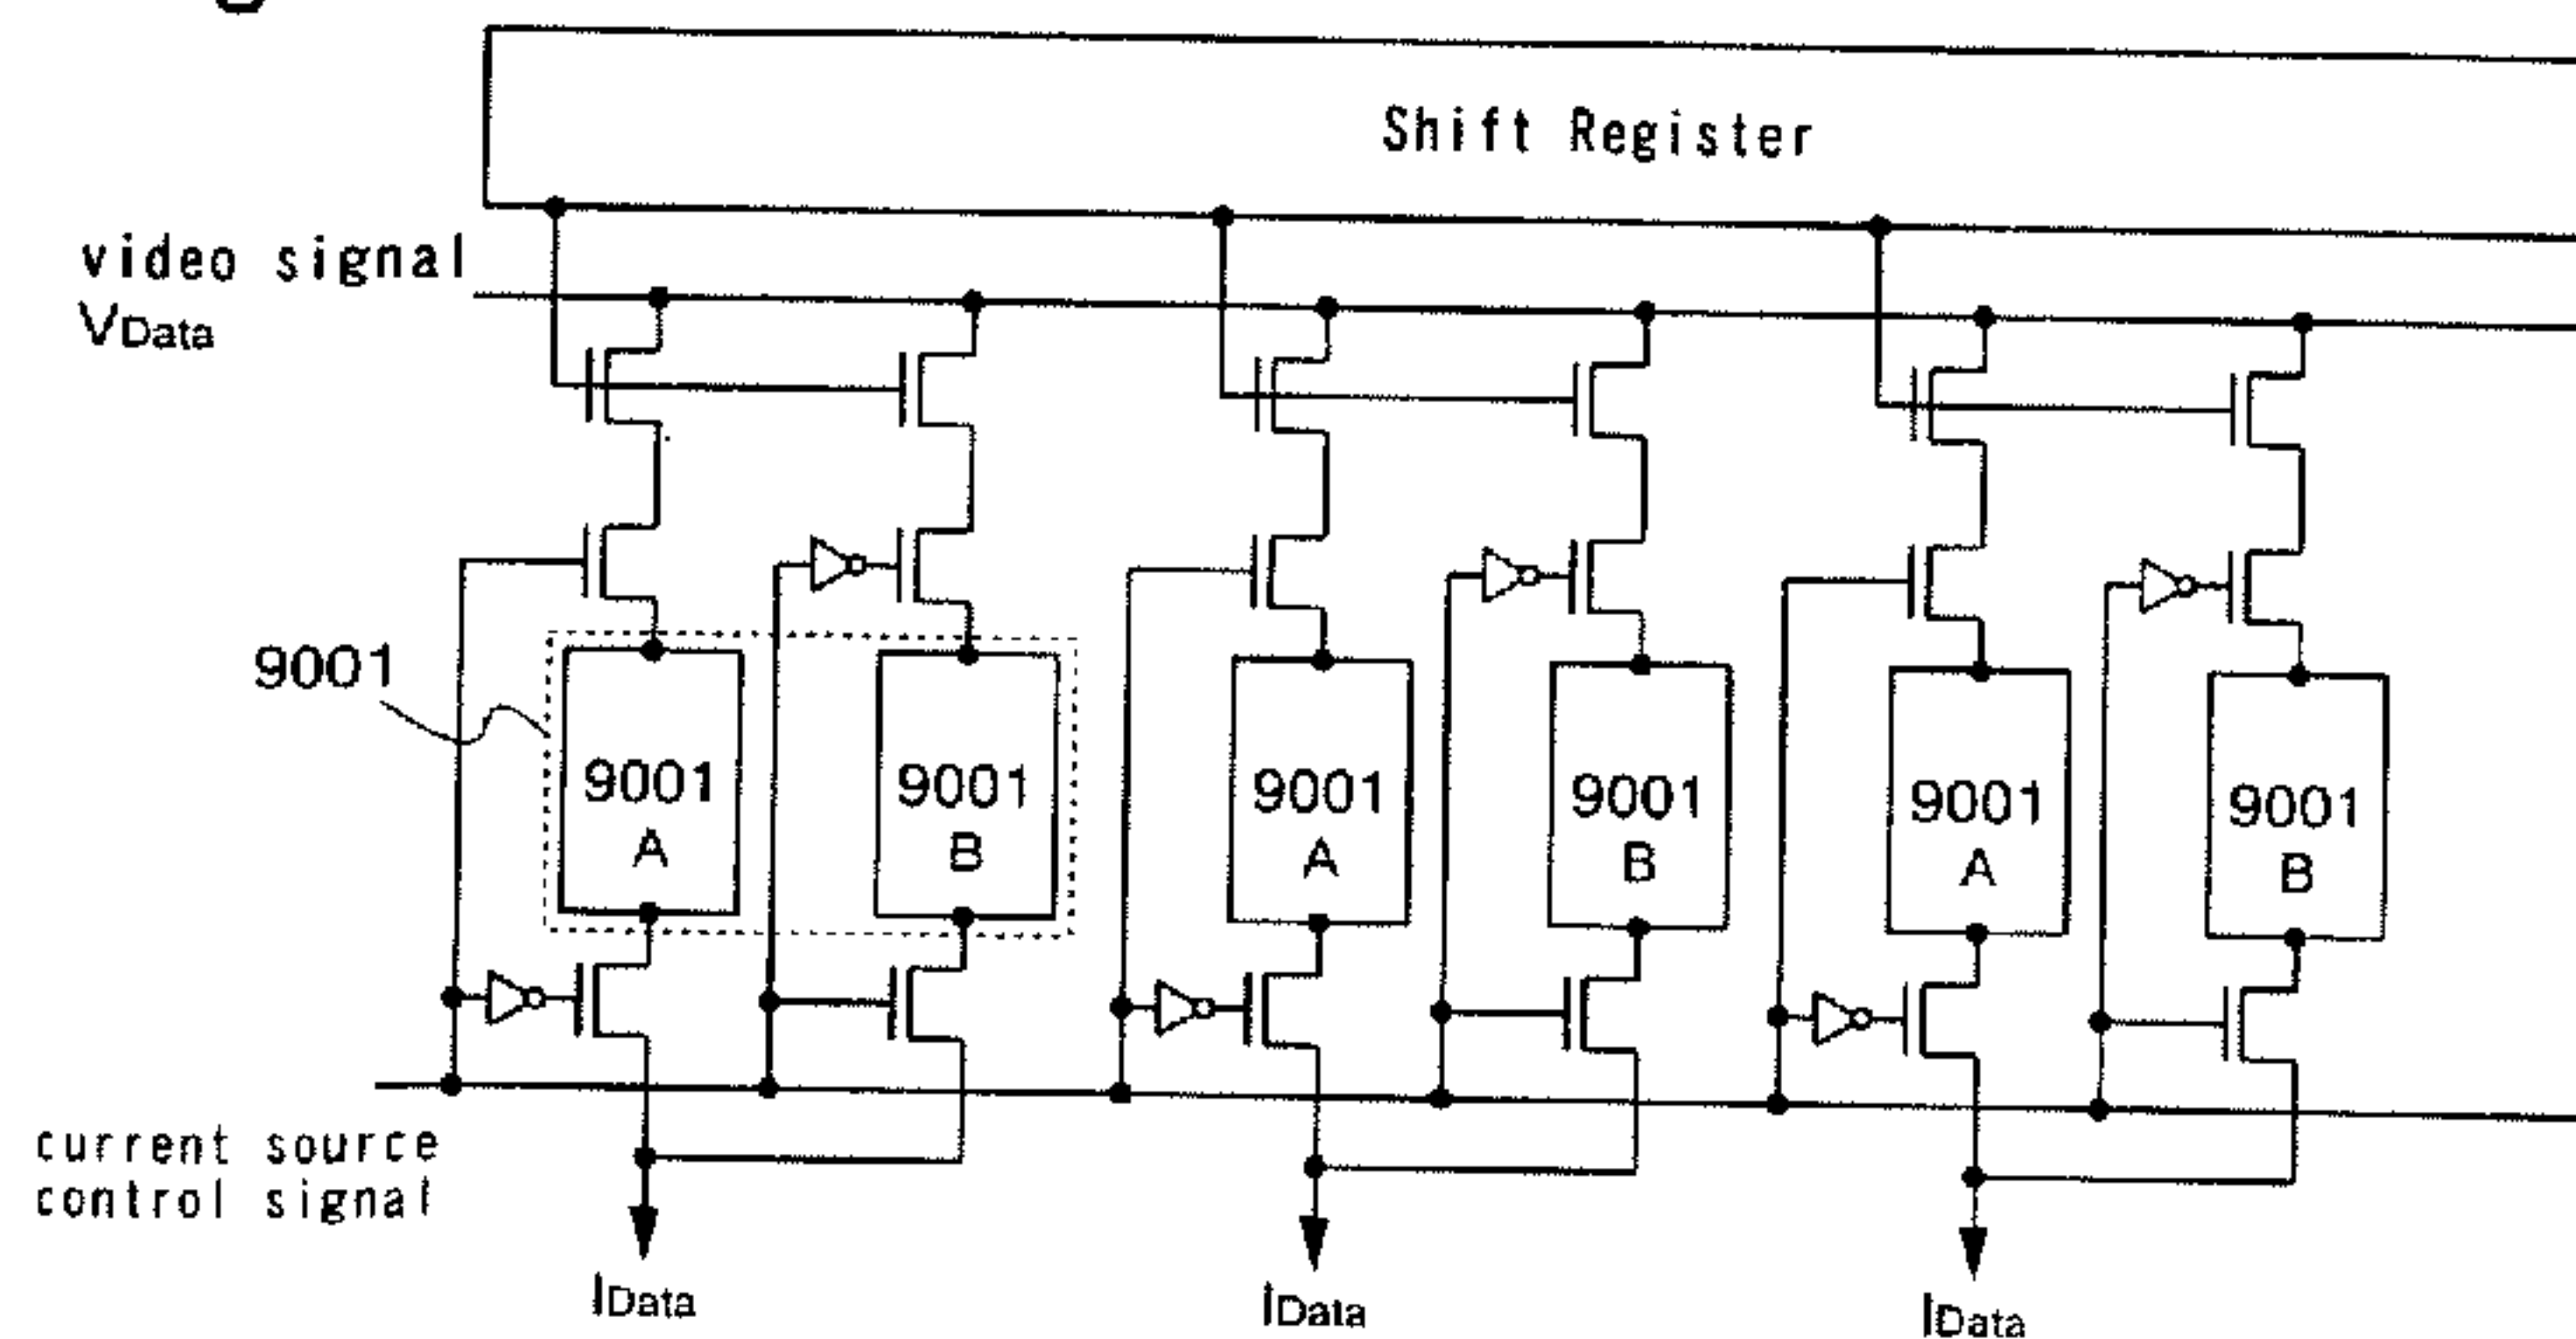 Shift Register
video signal
VData
9001
9001
A
9001
B
9001
A
9001
B
9001
A
9001
B
current source
control signal
IData
IData
IData